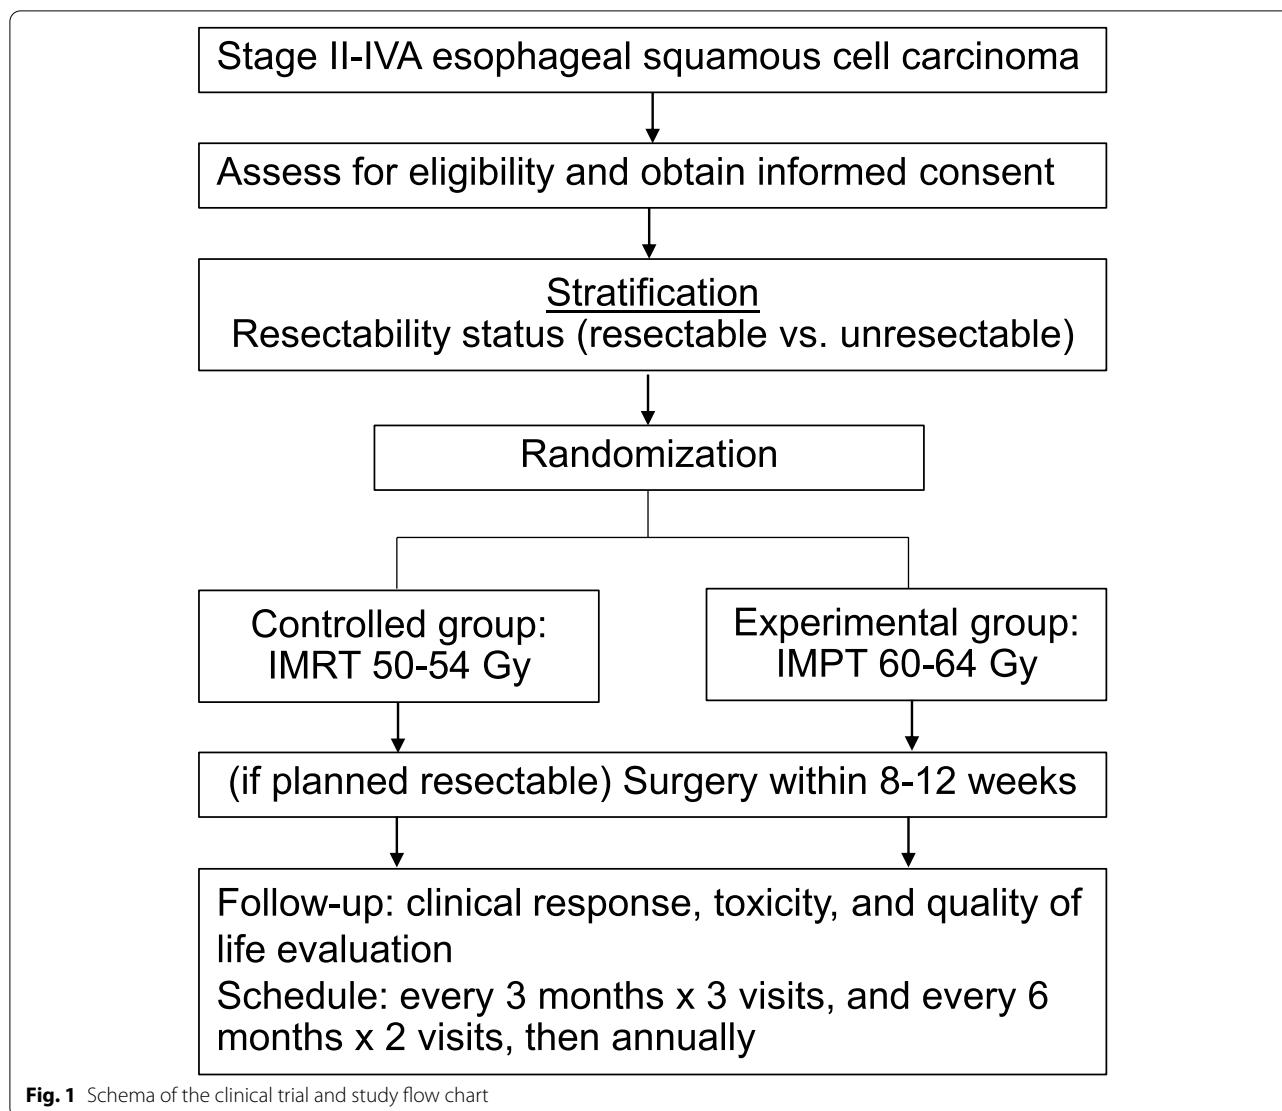 Stage II-IVA esophageal squamous cell carcinoma
Assess for eligibility and obtain informed consent
Stratification
Resectability status (resectable vs. unresectable)
Randomization
Controlled group:
IMRT 50-54 Gy
Experimental group:
IMPT 60-64 Gy
(if planned resectable) Surgery within 8-12 weeks
Follow-up: clinical response, toxicity, and quality of
life evaluation
Schedule: every 3 months x 3 visits, and every 6
months x 2 visits, then annually
Fig. 1 Schema of the clinical trial and study flow chart